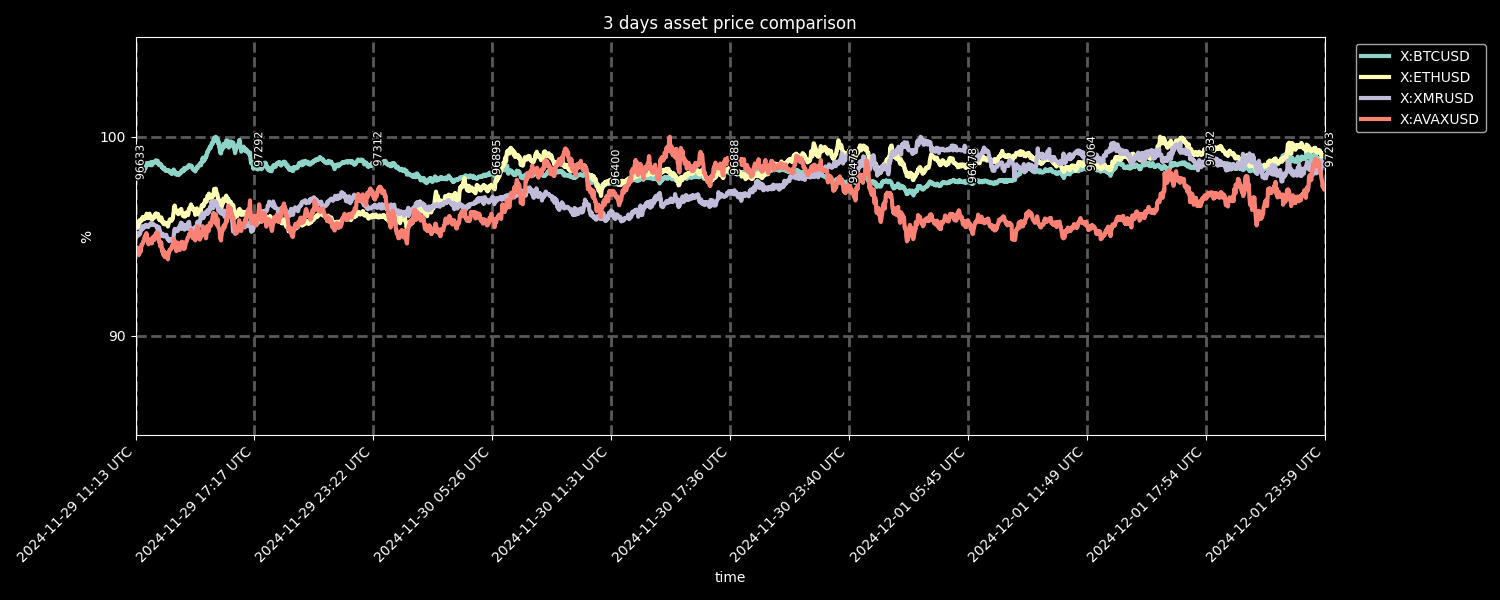 3 days asset price comparison
X:BTCUSD
X:ETHUSD
X:XMRUSD
X:AVAXUSD
100
90
%
96633
97292
97312
96895
96400
96888
96473
96478
97064
97332
97263
2024-11-29 11:13 UTC
2024-11-29 17:17 UTC
2024-11-29 23:22 UTC
2024-11-30 05:26 UTC
2024-11-30 11:31 UTC
2024-11-30 17:36 UTC
2024-11-30 23:40 UTC
2024-12-01 05:45 UTC
2024-12-01 11:49 UTC
2024-12-01 17:54 UTC
2024-12-01 23:59 UTC
time